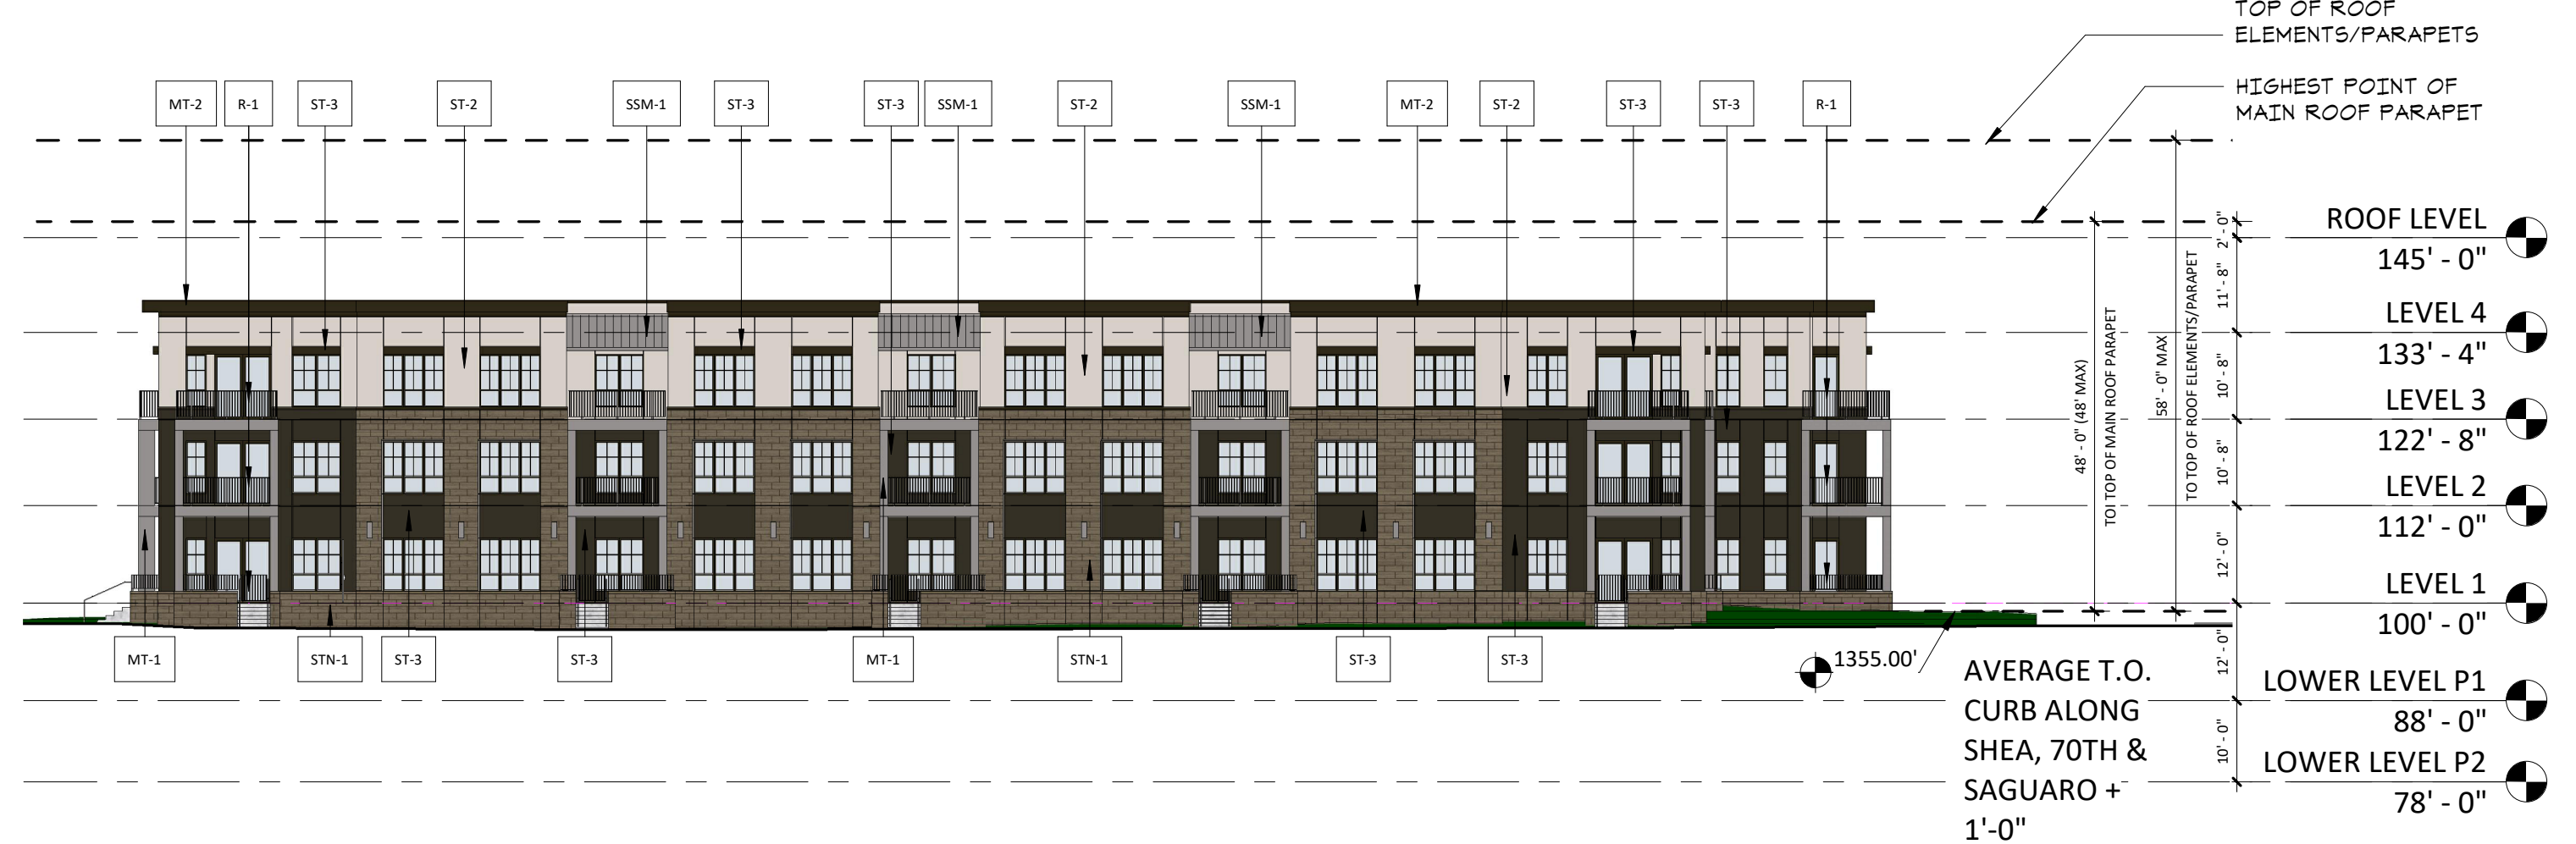 TOP OF ROOF
ELEMENTS/PARAPETS
HIGHEST POINT OF
MAIN ROOF PARAPET
MT-2
R-1
ST-3
ST-2
SSM-1
ST-3
ST-3
SSM-1
ST-2
SSM-1
MT-2
ST-2
ST-3
ST-3
R-1
ROOF LEVEL
145' - 0"
LEVEL 4
133' - 4"
LEVEL 3
122' - 8"
LEVEL 2
112' - 0"
LEVEL 1
100' - 0"
LOWER LEVEL P1
88' - 0"
LOWER LEVEL P2
78' - 0"
2' - 0"
11' - 8"
10' - 8"
10' - 8"
12' - 0"
12' - 0"
10' - 0"
48' - 0" (48' MAX)
TOI TOP OF MAIN ROOF PARAPET
58' - 0" MAX
TO TOP OF ROOF ELEMENTS/PARAPET
MT-1
STN-1
ST-3
ST-3
MT-1
STN-1
ST-3
ST-3
1355.00'
AVERAGE T.O.
CURB ALONG
SHEA, 70TH &
SAGUARO +
1'-0"